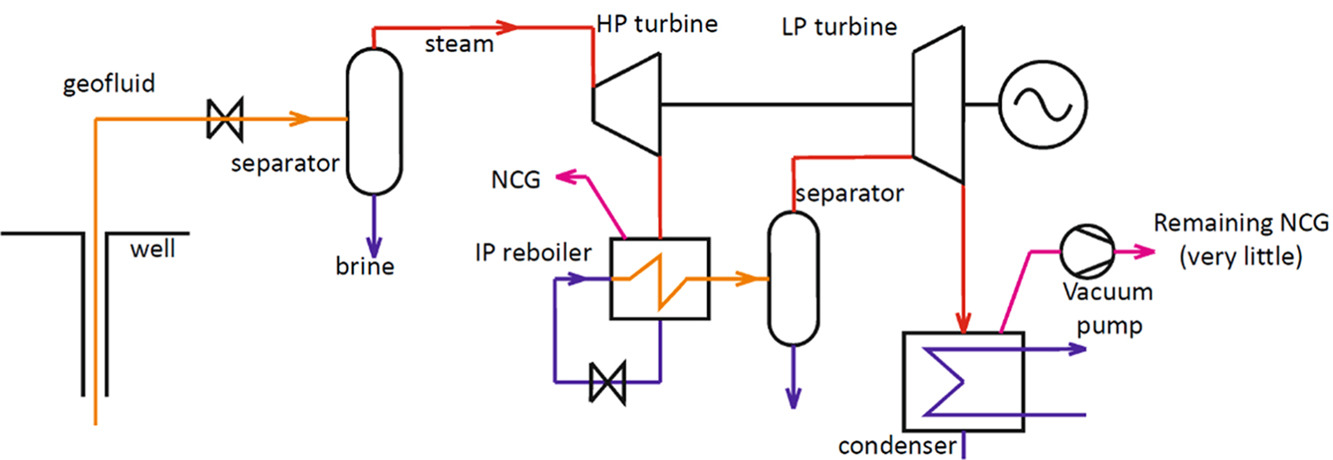 HP turbine
LP turbine
steam
geofluid
separator
NCG
separator
well
brine
IP reboiler
Remaining NCG
(very little)
Vacuum
pump
condenser